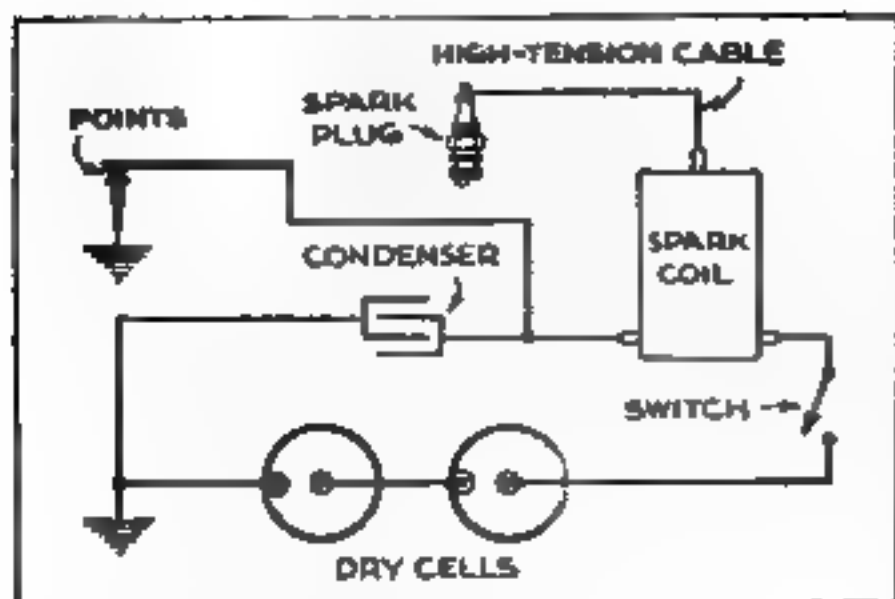 HIGH-TENSION CABLE
SPARK
PLUG
POINTS
SPARK
COIL
CONDENSER
SWITCH
DRY CELLS